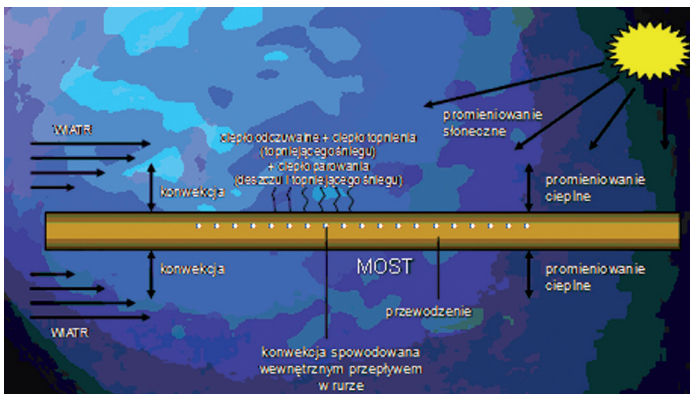 promieniowanie
słoneczne
WIATR
ciepło odczuwalne + ciepło topnienia
(topniejącego śniegu)
+ ciepło parowania
(deszczu i topniejącego śniegu)
konwekcja
promieniowanie
cieplne
konwekcja
MOST
promieniowanie
cieplne
przewodzenie
WIATR
konwekcja spowodowana
wewnętrznym przepływem
w rurze